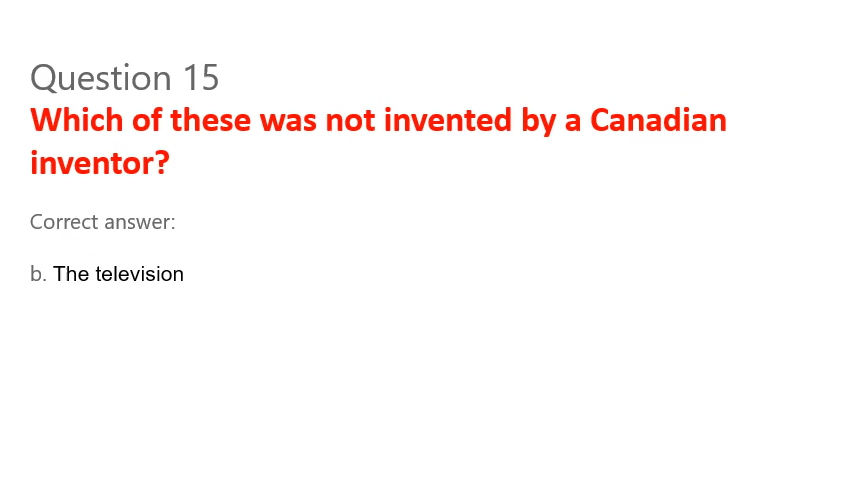 Question 15
Which of these was not invented by a Canadian
inventor?
Correct answer:
b. The television